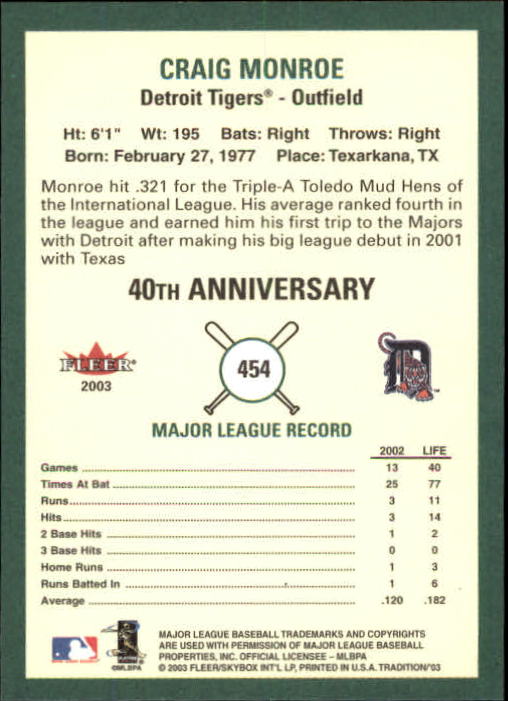 CRAIG MONROE
Detroit Tigers® - Outfield
Ht: 6'1" Wt: 195 Bats: Right Throws: Right
Born: February 27, 1977 Place: Texarkana, TX
Monroe hit .321 for the Triple-A Toledo Mud Hens of
the International League. His average ranked fourth in
the league and earned him his first trip to the Majors
with Detroit after making his big league debut in 2001
with Texas
40TH ANNIVERSARY
FLEER
2003
454
D
MAJOR LEAGUE RECORD
2002 LIFE
Games 13 40
Times At Bat 25 77
Runs 3 11
Hits 3 14
2 Base Hits 1 2
3 Base Hits 0 0
Home Runs 1 3
Runs Batted In 1 6
Average .120 .182
©MLBPA
MAJOR LEAGUE BASEBALL TRADEMARKS AND COPYRIGHTS
ARE USED WITH PERMISSION OF MAJOR LEAGUE BASEBALL
PROPERTIES, INC. OFFICIAL LICENSEE - MLBPA
© 2003 FLEER/SKYBOX INT'L LP, PRINTED IN U.S.A. TRADITION/'03